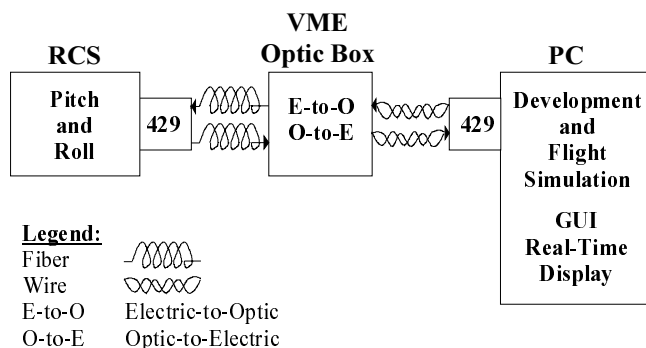 RCS
Pitch
and
Roll
429
VME
Optic Box
E-to-O
O-to-E
429
PC
Development
and
Flight
Simulation
GUI
Real-Time
Display
Legend:
Fiber
Wire
E-to-O Electric-to-Optic
O-to-E Optic-to-Electric